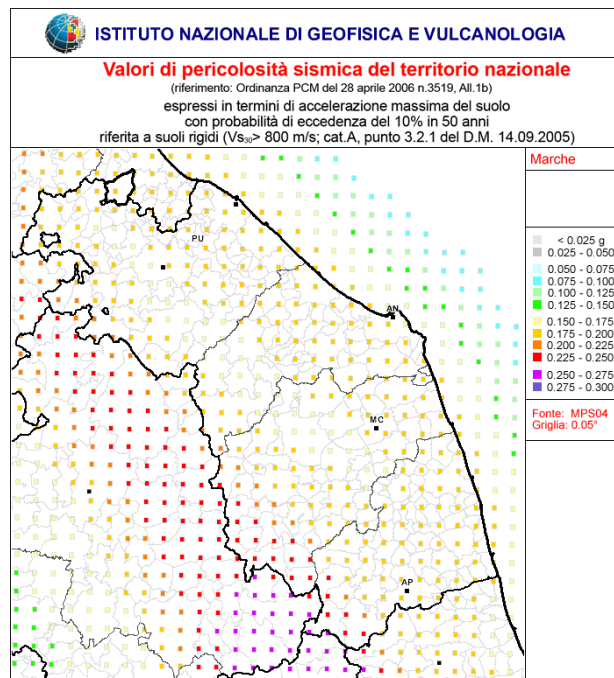 ISTITUTO NAZIONALE DI GEOFISICA E VULCANOLOGIA
Valori di pericolosità sismica del territorio nazionale
(riferimento: Ordinanza PCM del 28 aprile 2006 n.3519, All.1b)
espressi in termini di accelerazione massima del suolo
con probabilità di eccedenza del 10% in 50 anni
riferita a suoli rigidi (Vs₃₀> 800 m/s; cat.A, punto 3.2.1 del D.M. 14.09.2005)
Marche
< 0.025 g
0.025 - 0.050
0.050 - 0.075
0.075 - 0.100
0.100 - 0.125
0.125 - 0.150
0.150 - 0.175
0.175 - 0.200
0.200 - 0.225
0.225 - 0.250
0.250 - 0.275
0.275 - 0.300
Fonte: MPS04
Griglia: 0.05°
PU
AN
MC
AP